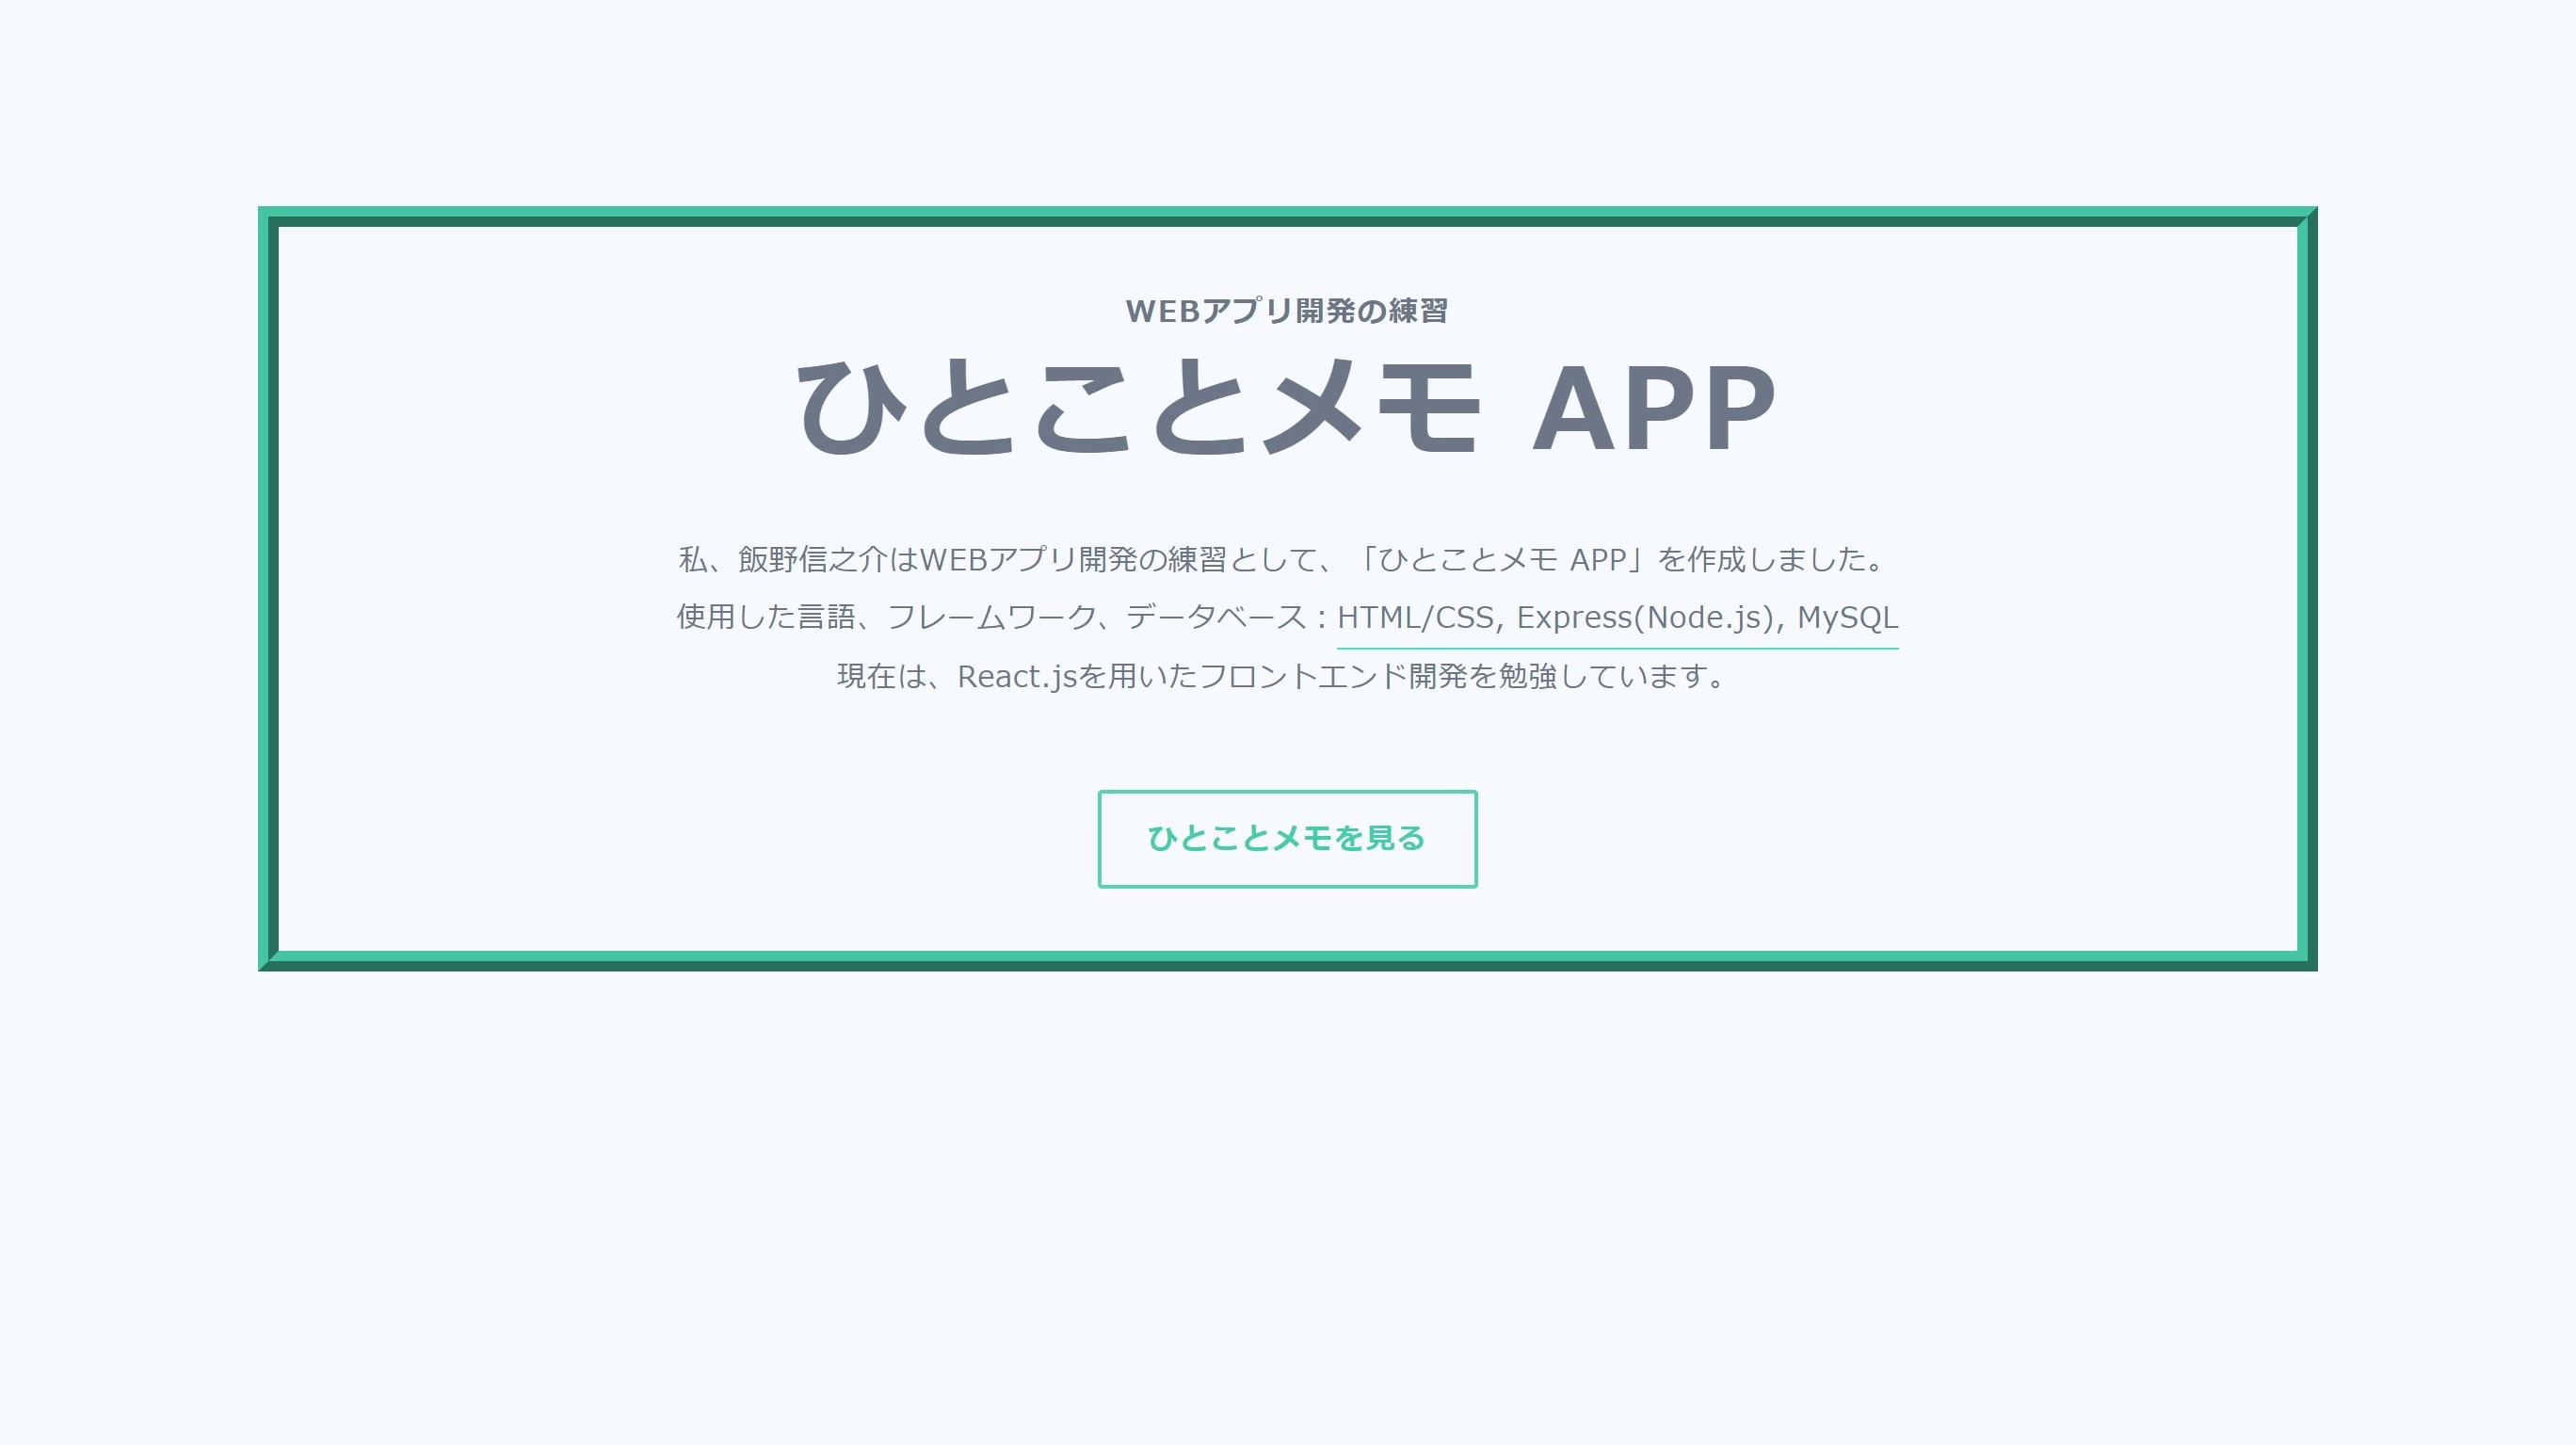 WEBアプリ開発の練習
ひとことメモ APP
私、飯野信之介はWEBアプリ開発の練習として、「ひとことメモ APP」を作成しました。
使用した言語、フレームワーク、データベース : HTML/CSS, Express(Node.js), MySQL
現在は、React.jsを用いたフロントエンド開発を勉強しています。
ひとことメモを見る